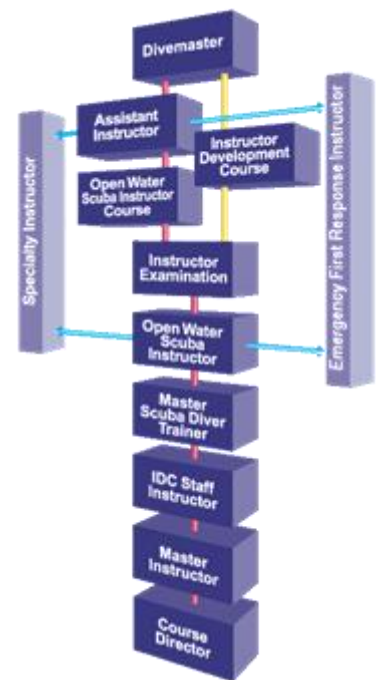 Divemaster
Assistant
Instructor
Instructor
Development
Course
Open Water
Scuba Instructor
Course
Specialty Instructor
Emergency First Response Instructor
Instructor
Examination
Open Water
Scuba
Instructor
Master
Scuba Diver
Trainer
IDC Staff
Instructor
Master
Instructor
Course
Director